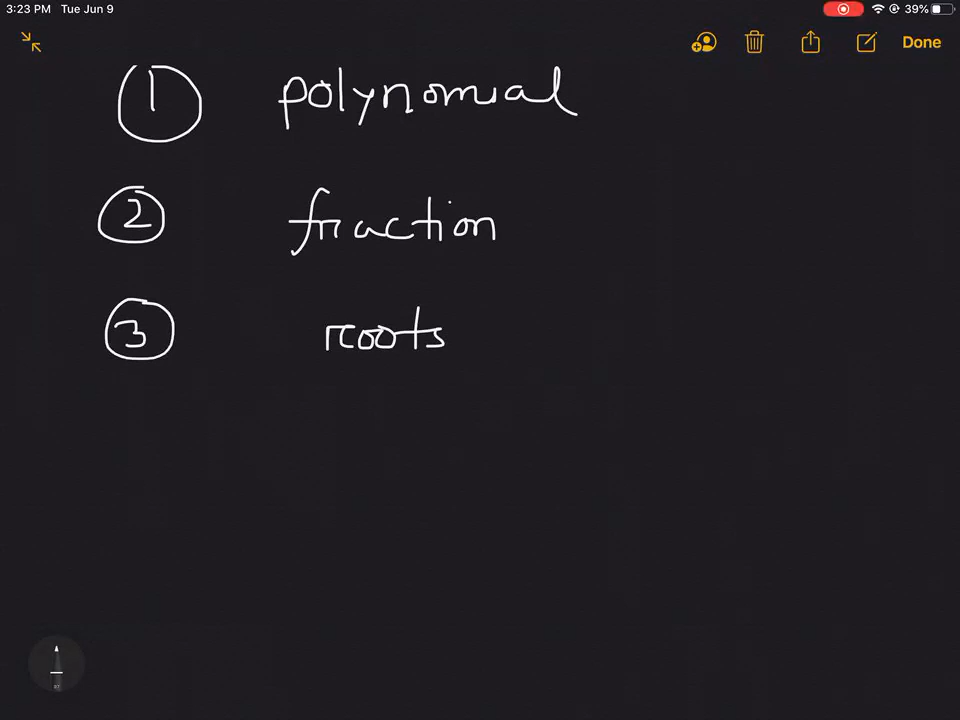 3:23 PM Tue Jun 9 39%
Done
1 polynomial
2 fraction
3 roots